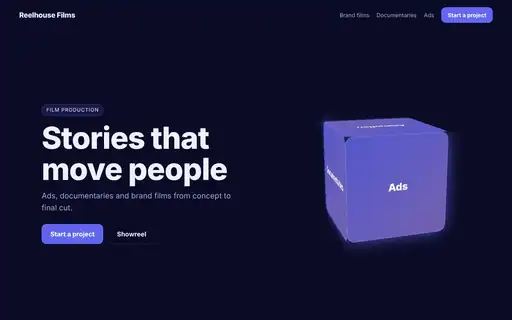 Reelhouse Films
Brand films
Documentaries
Ads
Start a project
FILM PRODUCTION
Stories that
move people
Ads, documentaries and brand films from concept to
final cut.
Start a project
Showreel
Ads